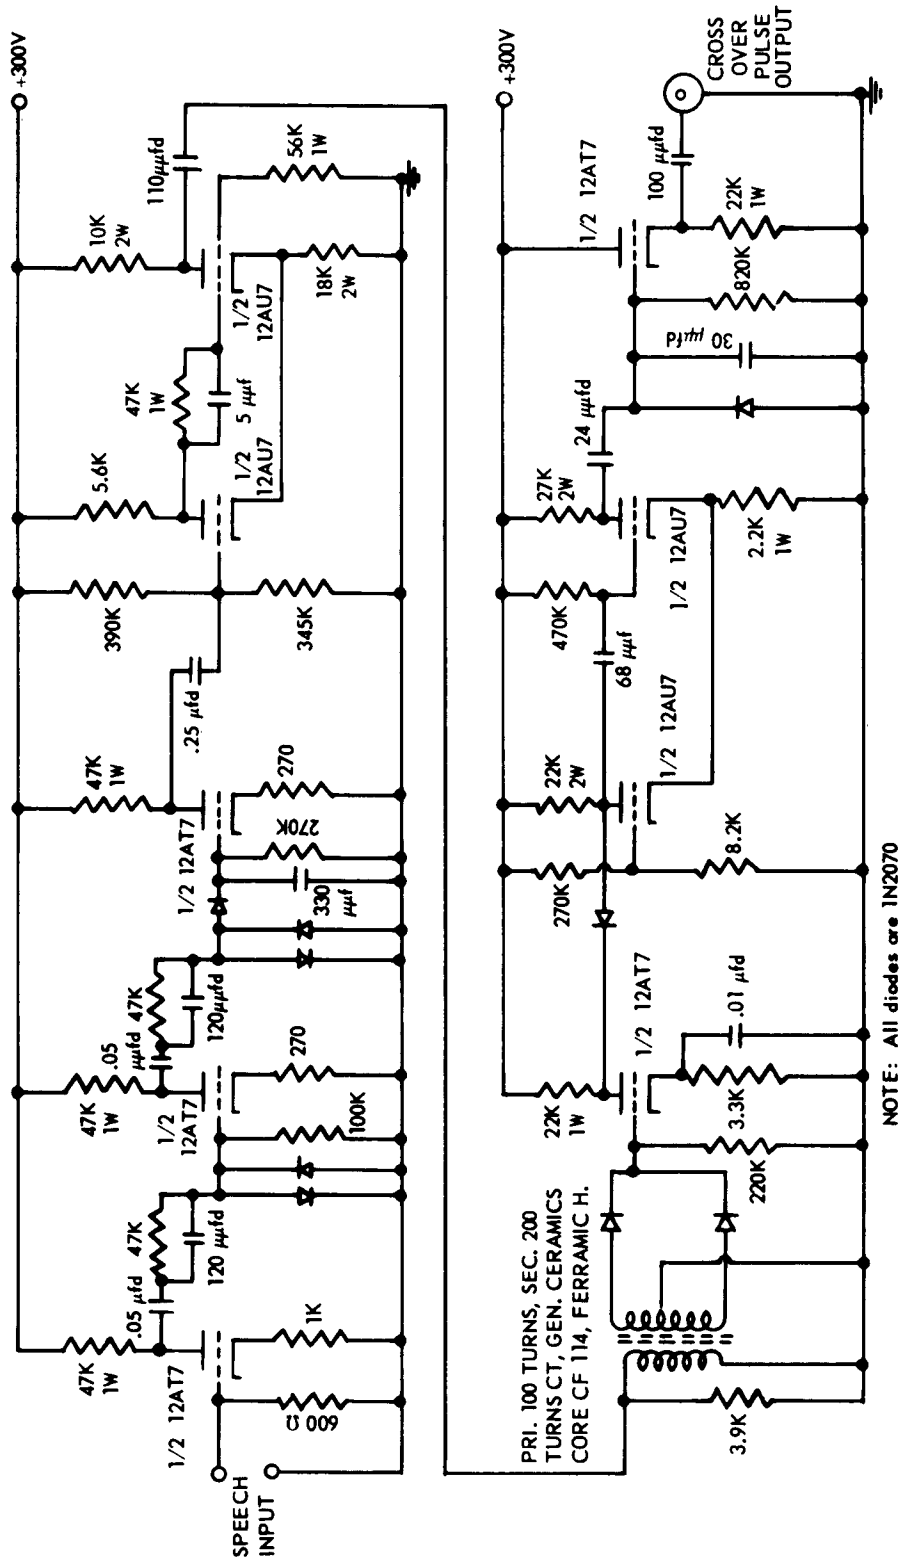 +300V
47K
1W
.05 μfd
47K
120 μμfd
1/2 12AT7
1K
600 Ω
SPEECH
INPUT
47K
1W
.05
μμfd
47K
120μμfd
1/2
12AT7
270
100K
47K
1W
1/2 12AT7
270
270K
330
μμf
.25 μfd
390K
345K
5.6K
1/2
12AU7
47K
1W
5 μμf
10K
2W
1/2
12AU7
18K
2W
110μμfd
56K
1W
+300V
PRI. 100 TURNS, SEC. 200
TURNS CT, GEN. CERAMICS
CORE CF 114, FERRAMIC H.
3.9K
22K
1W
1/2 12AT7
220K
3.3K
.01 μfd
270K
8.2K
22K
2W
1/2 12AU7
68 μμf
470K
27K
2W
1/2 12AU7
2.2K
1W
24 μμfd
30 μμfd
820K
1/2 12AT7
22K
1W
100 μμfd
CROSS
OVER
PULSE
OUTPUT
NOTE: All diodes are 1N2070